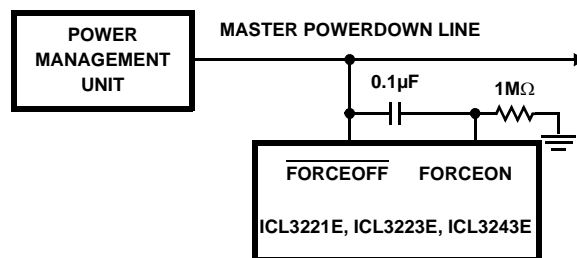 POWER
MANAGEMENT
UNIT
MASTER POWERDOWN LINE
0.1µF
1MΩ
FORCEOFF FORCEON
ICL3221E, ICL3223E, ICL3243E